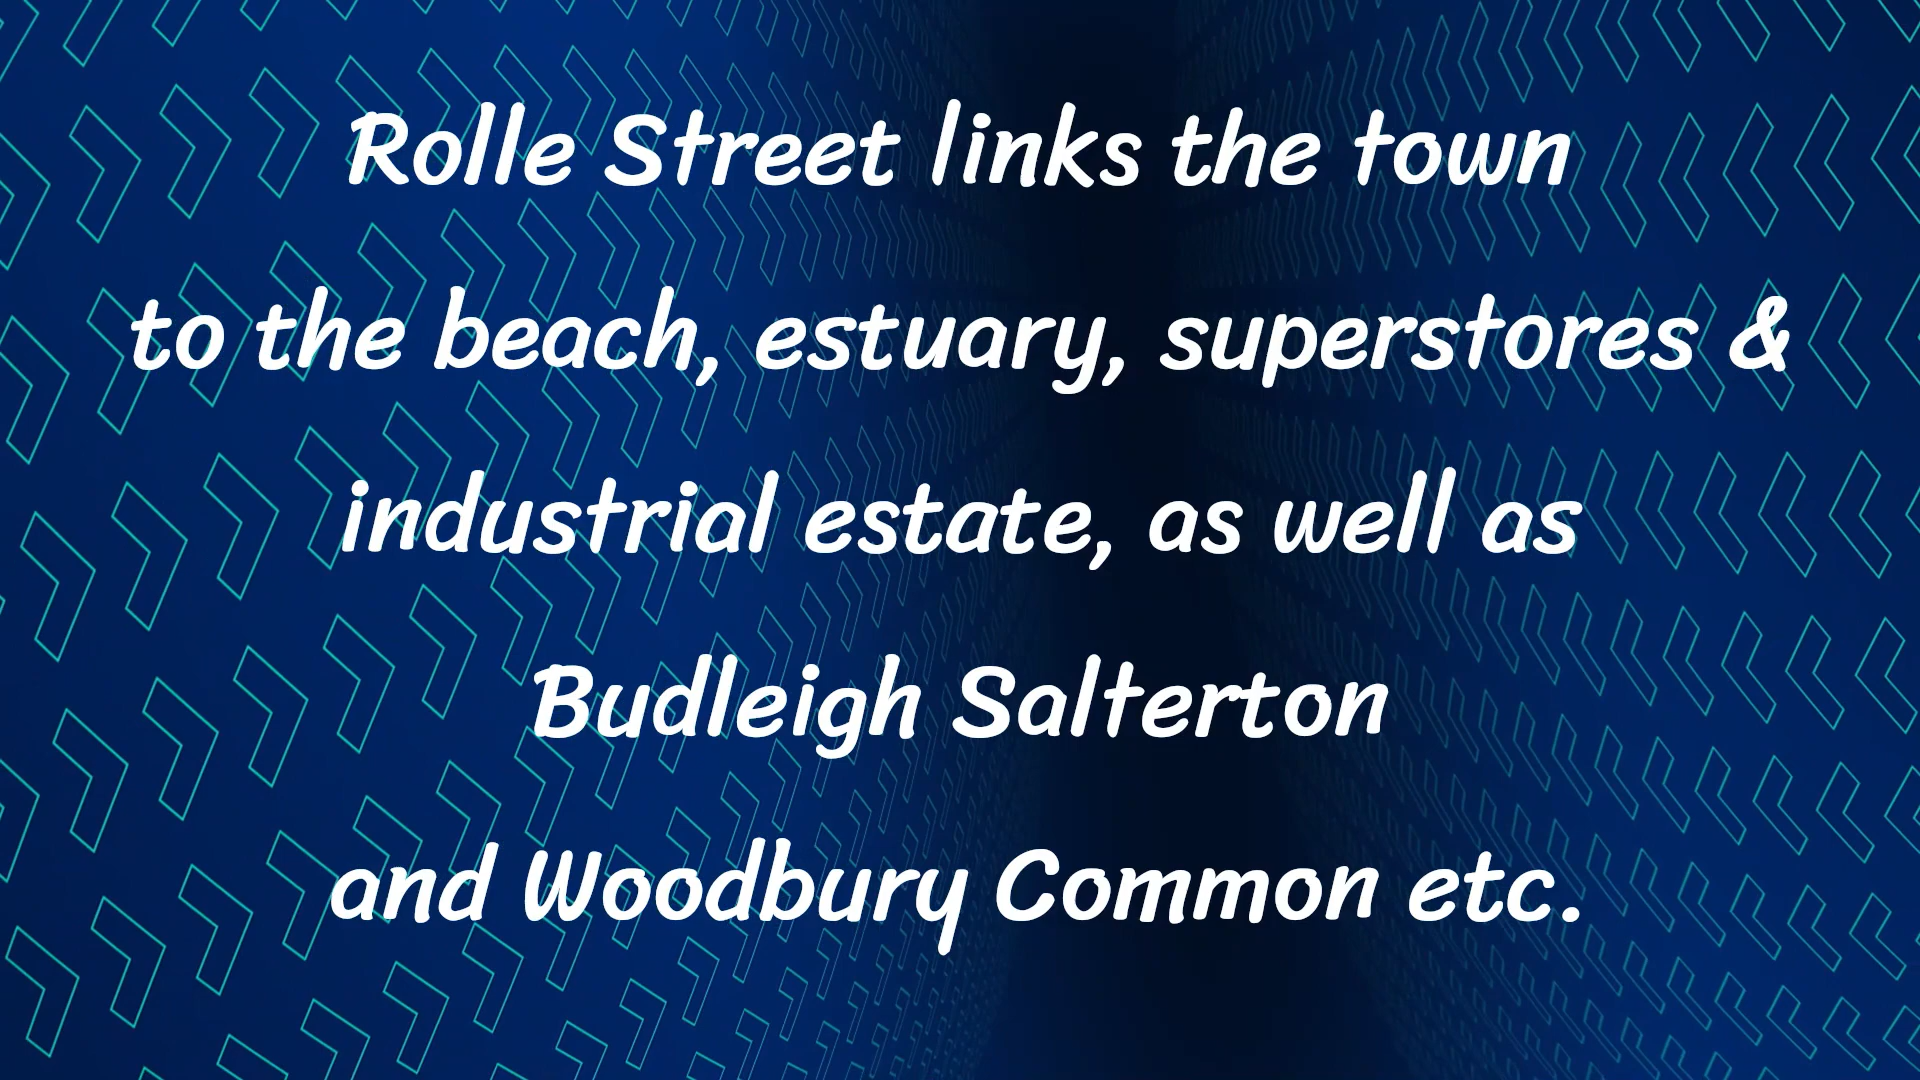 Rolle Street links the town
to the beach, estuary, superstores &
industrial estate, as well as
Budleigh Salterton
and Woodbury Common etc.